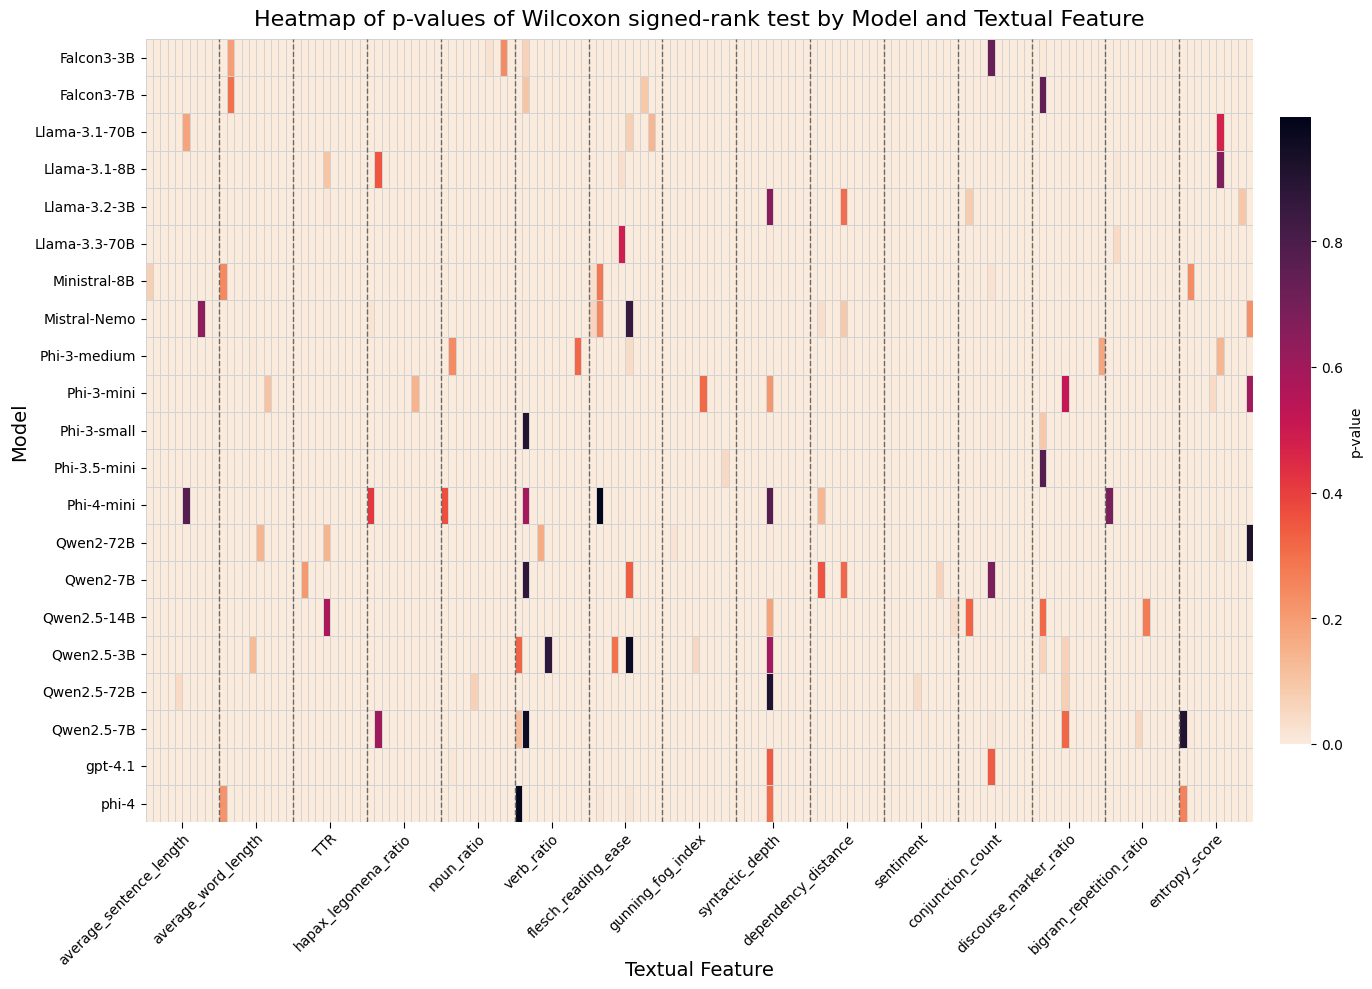 Heatmap of p-values of Wilcoxon signed-rank test by Model and Textual Feature
Model
Falcon3-3B
Falcon3-7B
Llama-3.1-70B
Llama-3.1-8B
Llama-3.2-3B
Llama-3.3-70B
Ministral-8B
Mistral-Nemo
Phi-3-medium
Phi-3-mini
Phi-3-small
Phi-3.5-mini
Phi-4-mini
Qwen2-72B
Qwen2-7B
Qwen2.5-14B
Qwen2.5-3B
Qwen2.5-72B
Qwen2.5-7B
gpt-4.1
phi-4
average_sentence_length
average_word_length
TTR
hapax_legomena_ratio
noun_ratio
verb_ratio
flesch_reading_ease
gunning_fog_index
syntactic_depth
dependency_distance
sentiment
conjunction_count
discourse_marker_ratio
bigram_repetition_ratio
entropy_score
Textual Feature
0.8
0.6
0.4
0.2
0.0
p-value